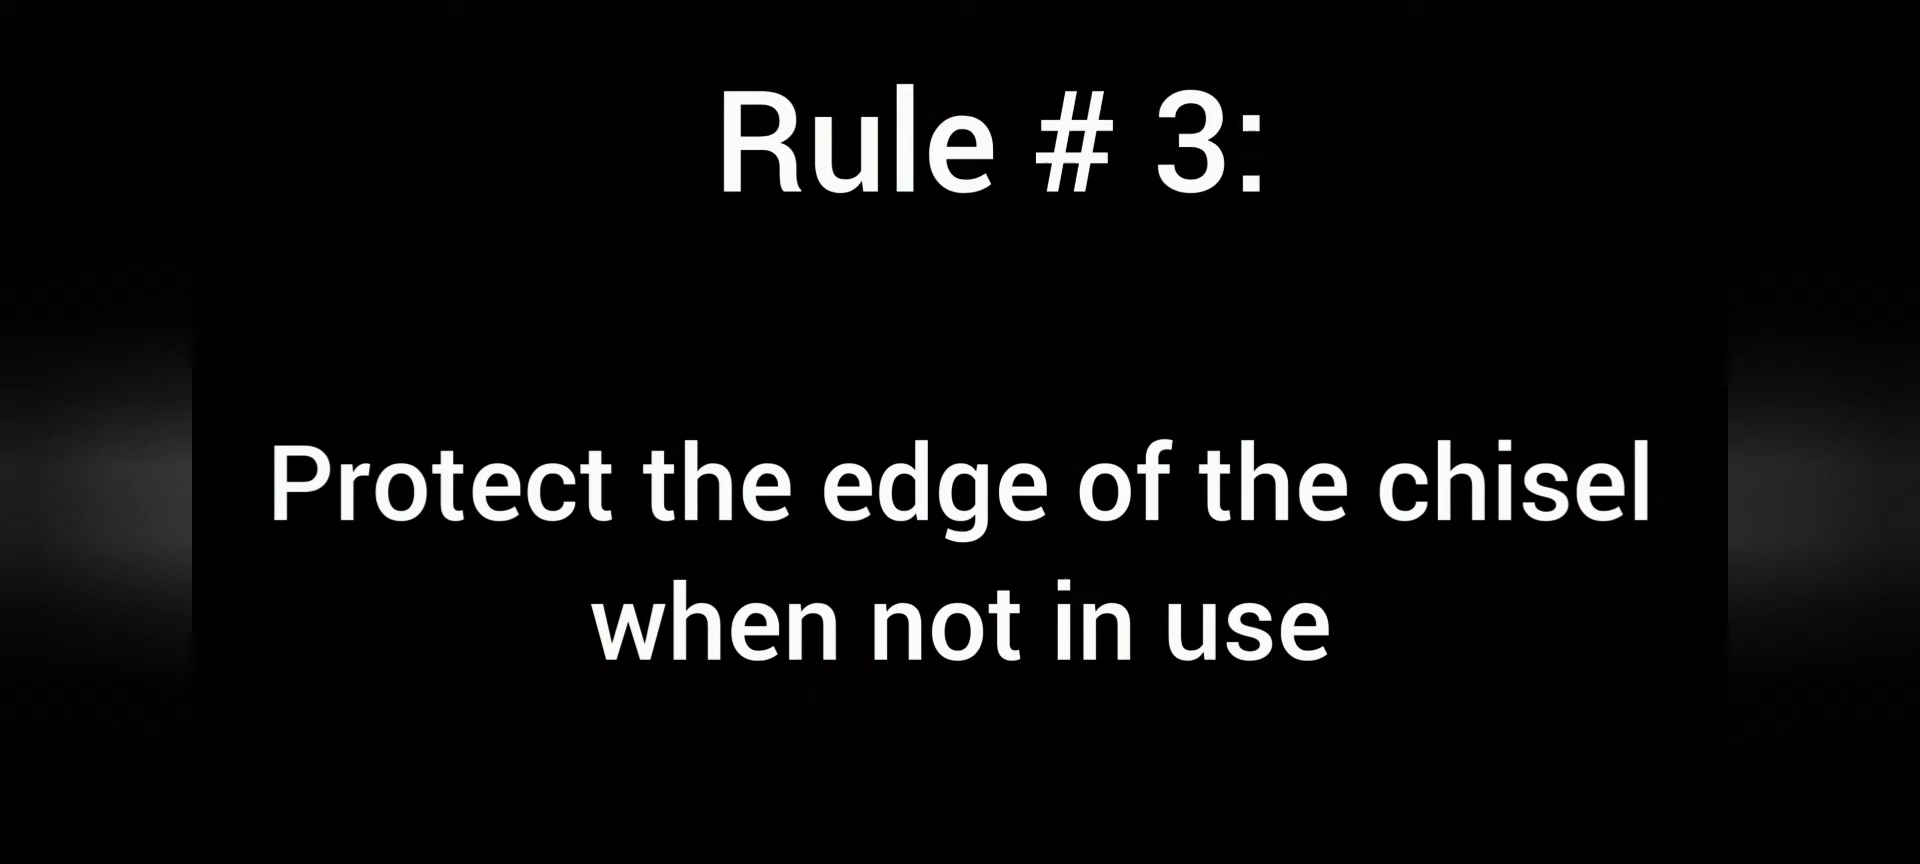 Rule # 3:
Protect the edge of the chisel
when not in use